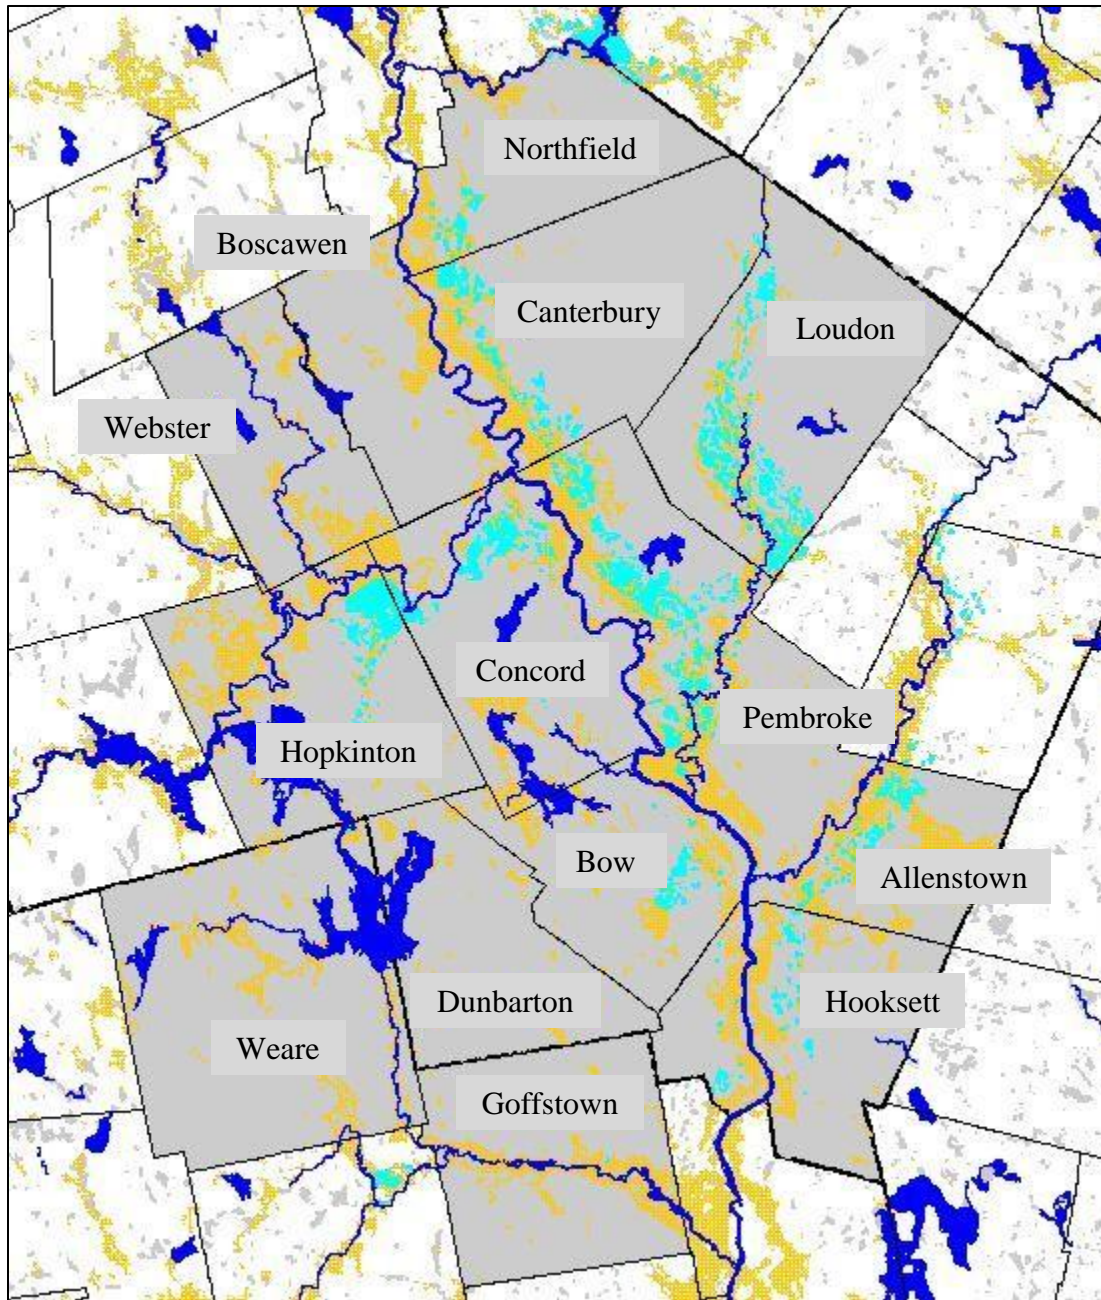 Northfield
Boscawen
Canterbury
Loudon
Webster
Concord
Pembroke
Hopkinton
Bow
Allenstown
Dunbarton
Hooksett
Weare
Goffstown